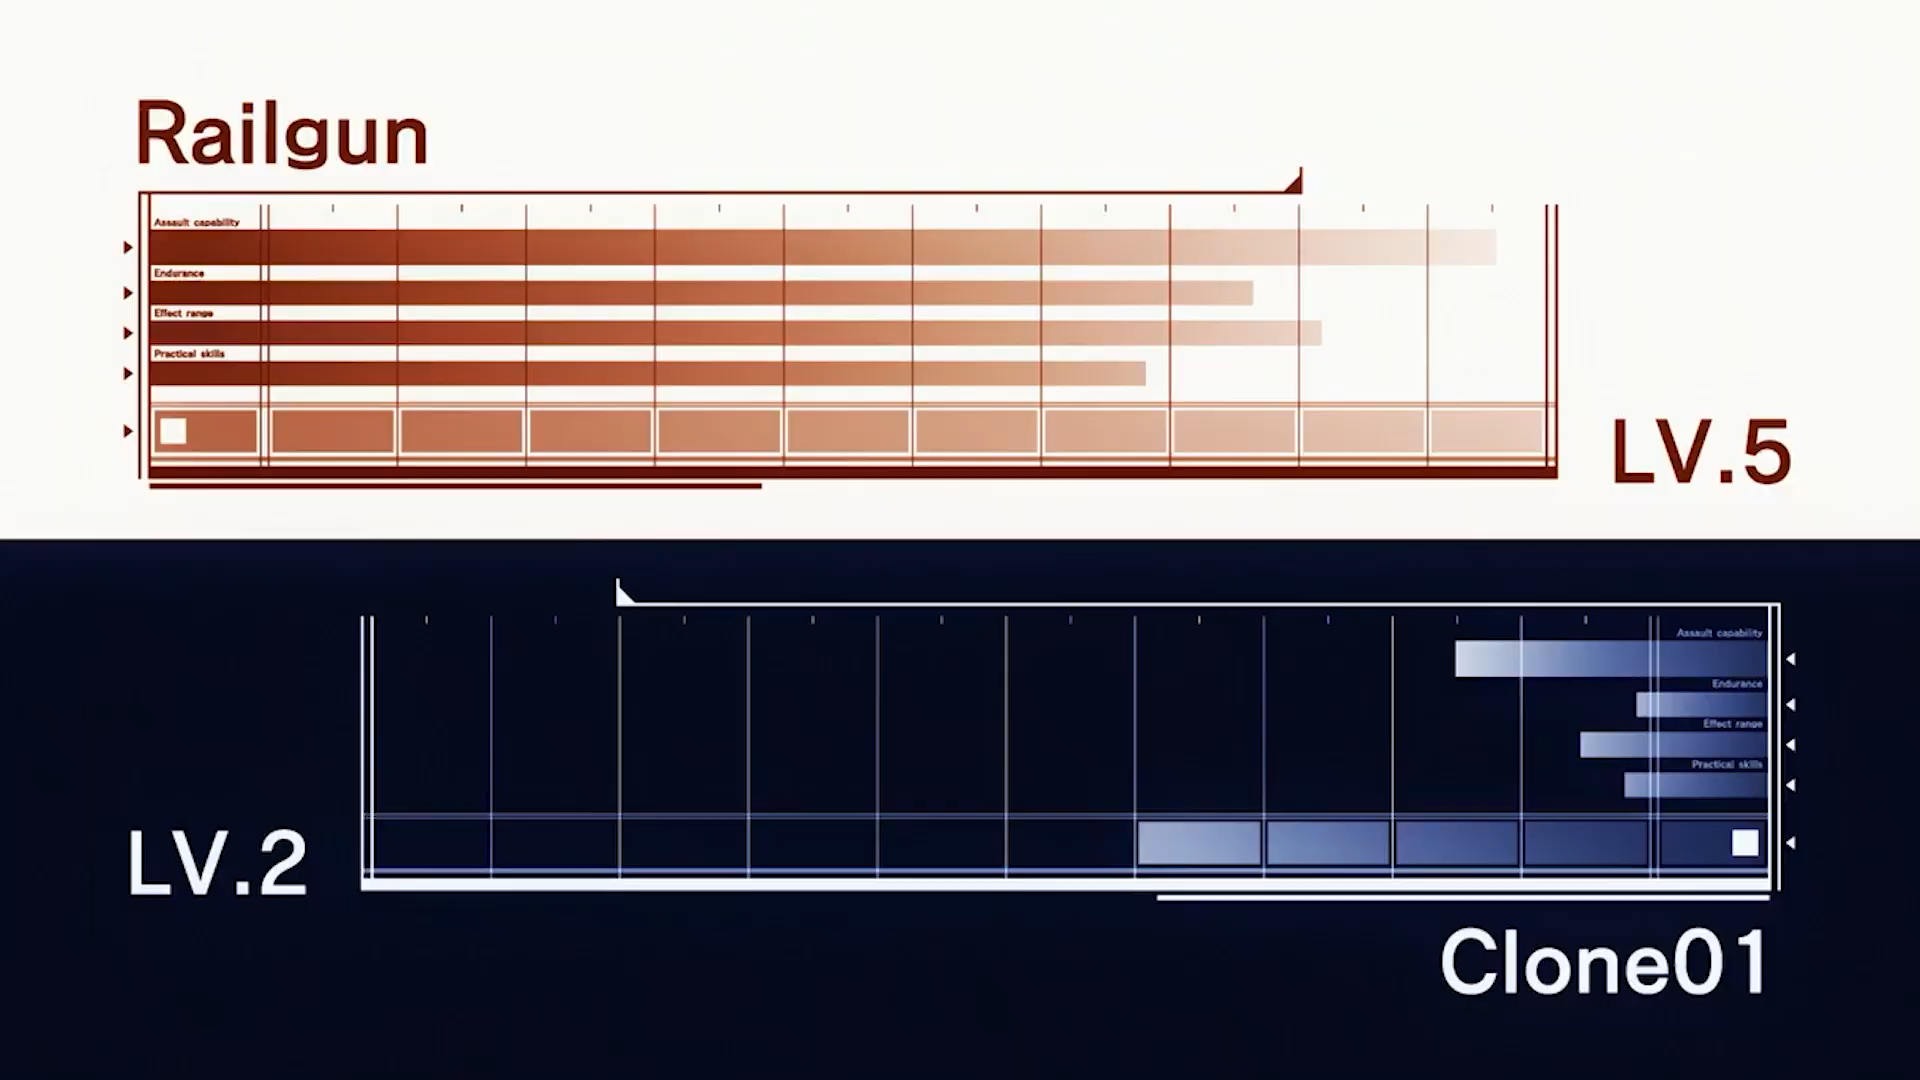 Railgun
Assault capability
Endurance
Effect range
Practical skills
LV.5
Assault capability
Endurance
Effect range
Practical skills
LV.2
Clone01